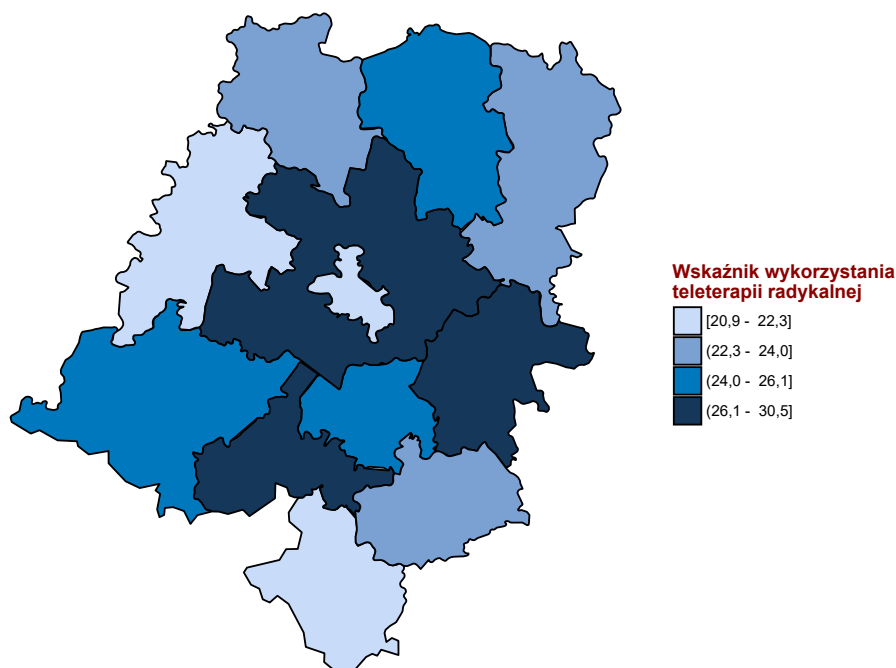 Wskaźnik wykorzystania
teleterapii radykalnej
[20,9 - 22,3]
(22,3 - 24,0]
(24,0 - 26,1]
(26,1 - 30,5]